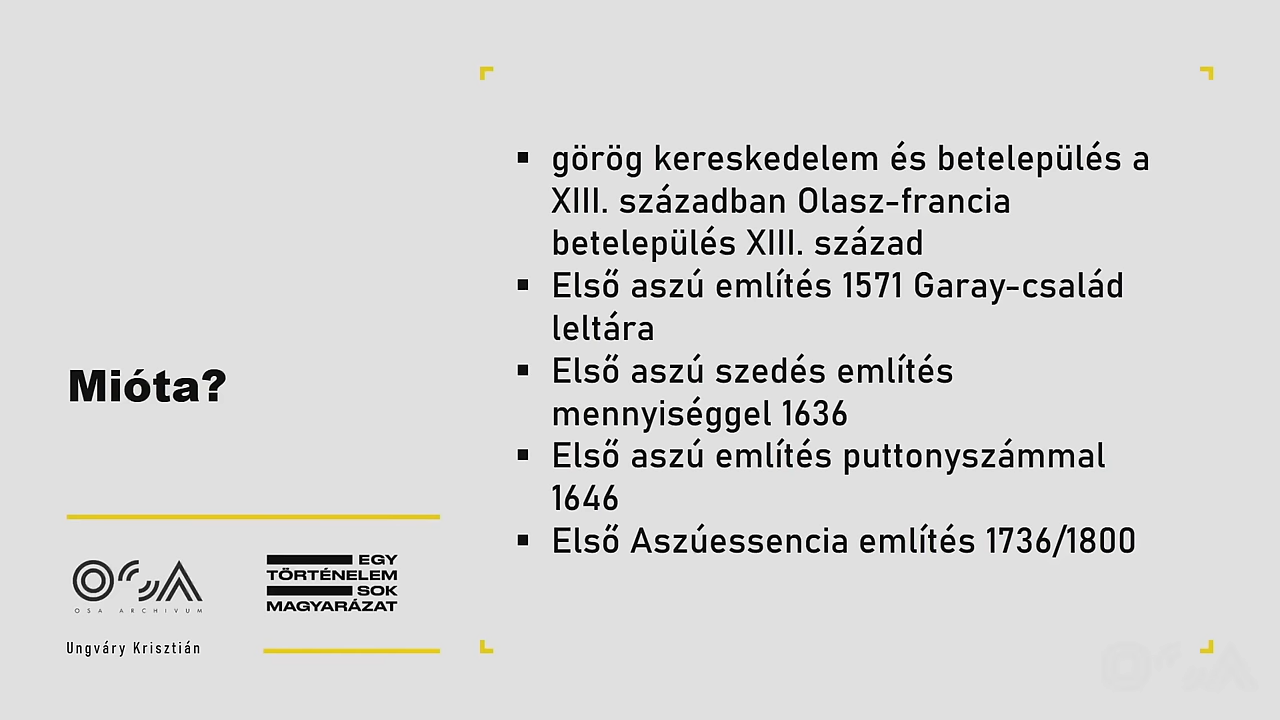 Mióta?
görög kereskedelem és betelepülés a
XIII. században Olasz-francia
betelepülés XIII. század
Első aszú említés 1571 Garay-család
leltára
Első aszú szedés említés
mennyiséggel 1636
Első aszú említés puttonyszámmal
1646
Első Aszúessencia említés 1736/1800
OSA
OSA ARCHIVUM
EGY
TÖRTÉNELEM
SOK
MAGYARÁZAT
Ungváry Krisztián
OSA